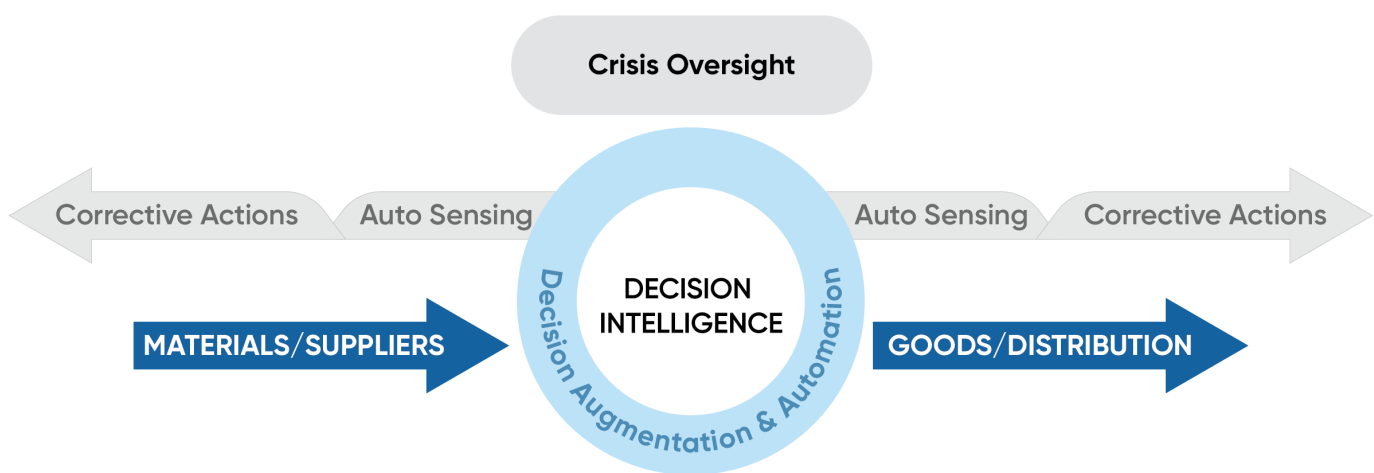 Crisis Oversight
Corrective Actions
Auto Sensing
Auto Sensing
Corrective Actions
DECISION
INTELLIGENCE
Decision Augmentation & Automation
MATERIALS/SUPPLIERS
GOODS/DISTRIBUTION